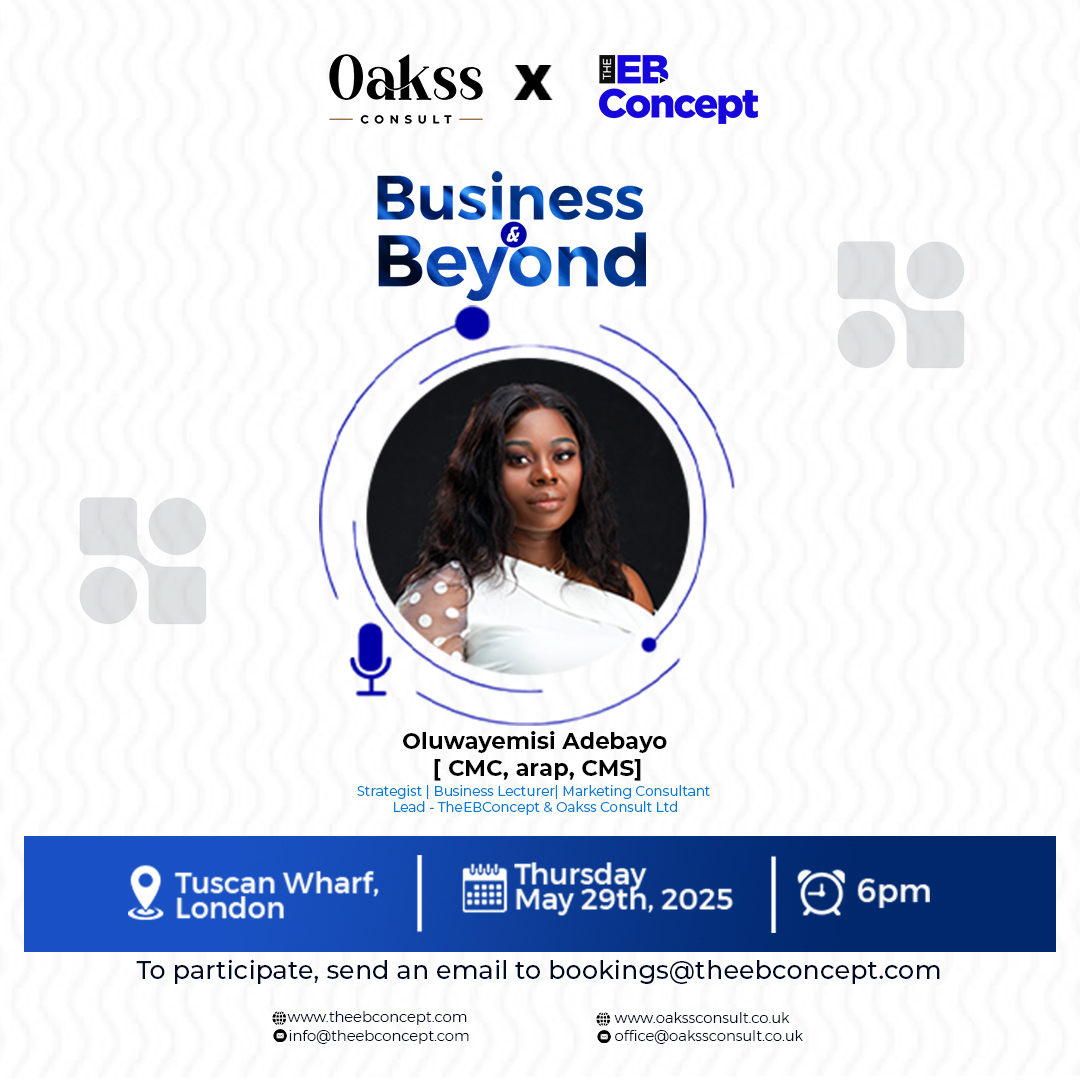 Oakss X THE EB
CONSULT Concept
Business
&
Beyond
Oluwayemisi Adebayo
[ CMC, arap, CMS]
Strategist | Business Lecturer| Marketing Consultant
Lead - TheEBConcept & Oakss Consult Ltd
Tuscan Wharf,
London
Thursday
May 29th, 2025
6pm
To participate, send an email to bookings@theebconcept.com
www.theebconcept.com
info@theebconcept.com
www.oakssconsult.co.uk
office@oakssconsult.co.uk